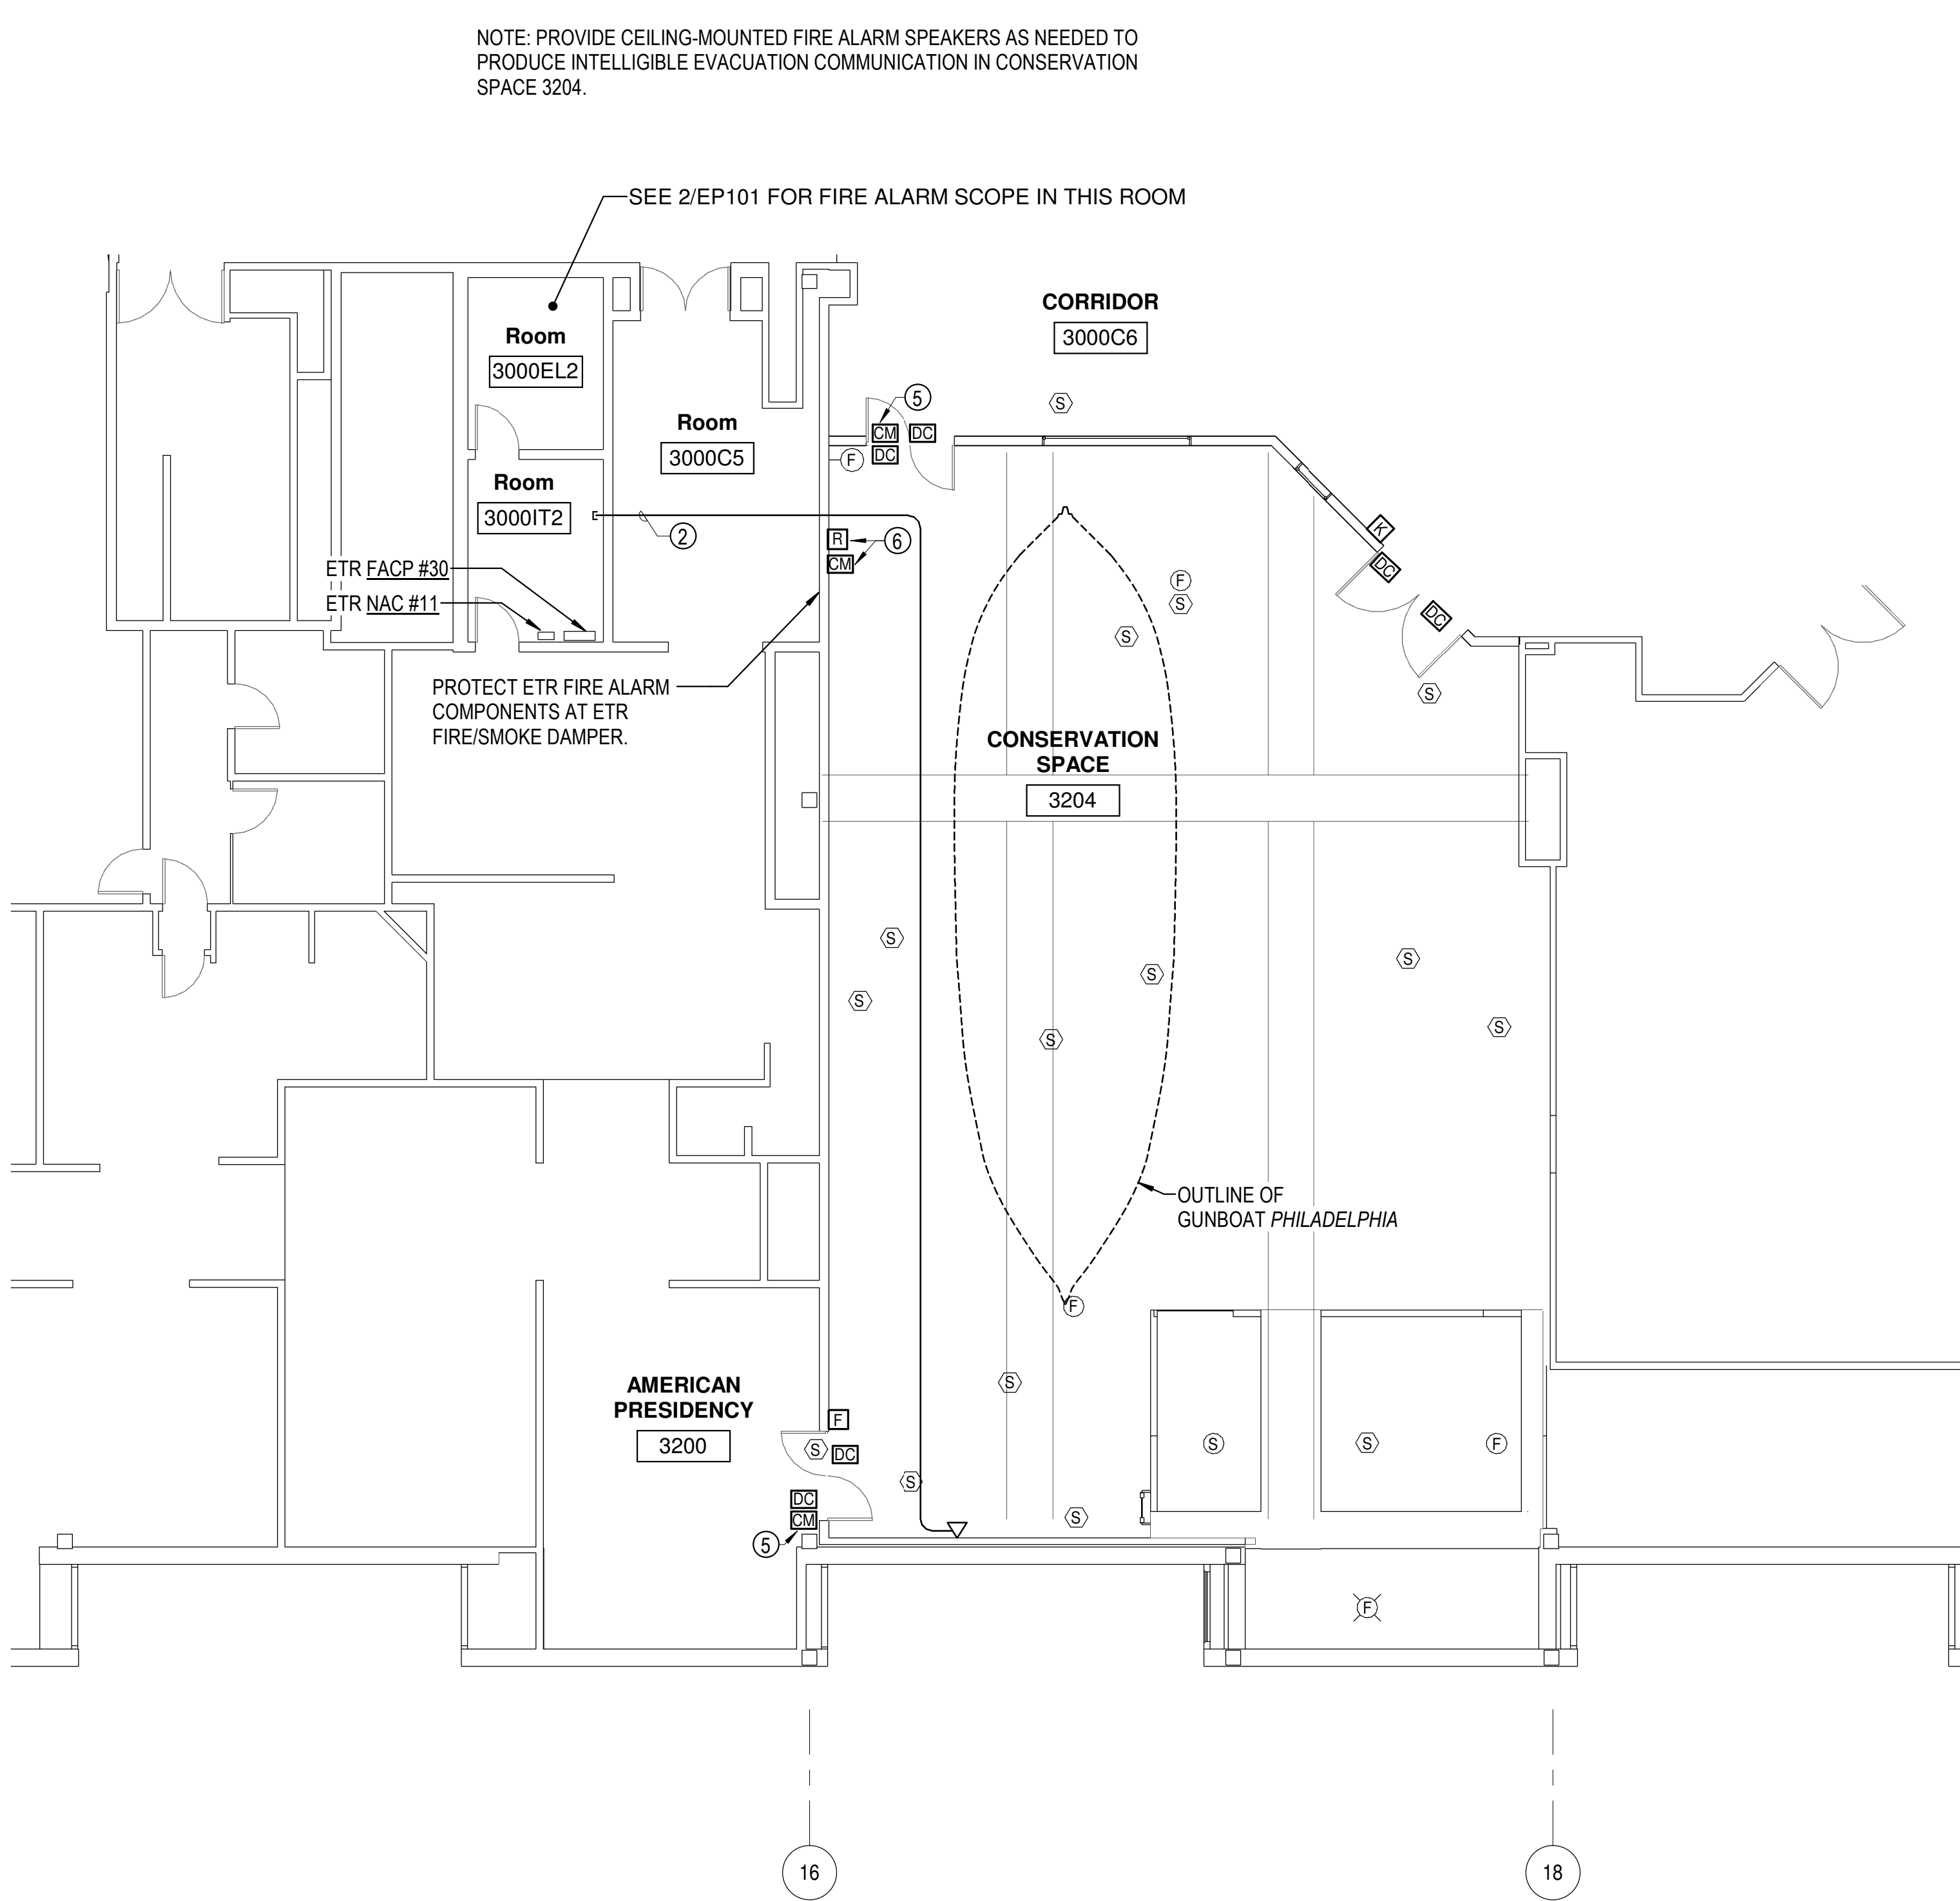 NOTE: PROVIDE CEILING-MOUNTED FIRE ALARM SPEAKERS AS NEEDED TO
PRODUCE INTELLIGIBLE EVACUATION COMMUNICATION IN CONSERVATION
SPACE 3204.
SEE 2/EP101 FOR FIRE ALARM SCOPE IN THIS ROOM
CORRIDOR
3000C6
Room
3000EL2
Room
3000C5
Room
3000IT2
S
5
CM
DC
DC
F
2
R
6
CM
K
DC
DC
F
S
S
S
ETR FACP #30
ETR NAC #11
PROTECT ETR FIRE ALARM
COMPONENTS AT ETR
FIRE/SMOKE DAMPER.
CONSERVATION
SPACE
3204
S
S
S
S
S
S
OUTLINE OF
GUNBOAT PHILADELPHIA
F
S
AMERICAN
PRESIDENCY
3200
F
S
DC
S
S
F
S
DC
CM
S
5
F
16
18